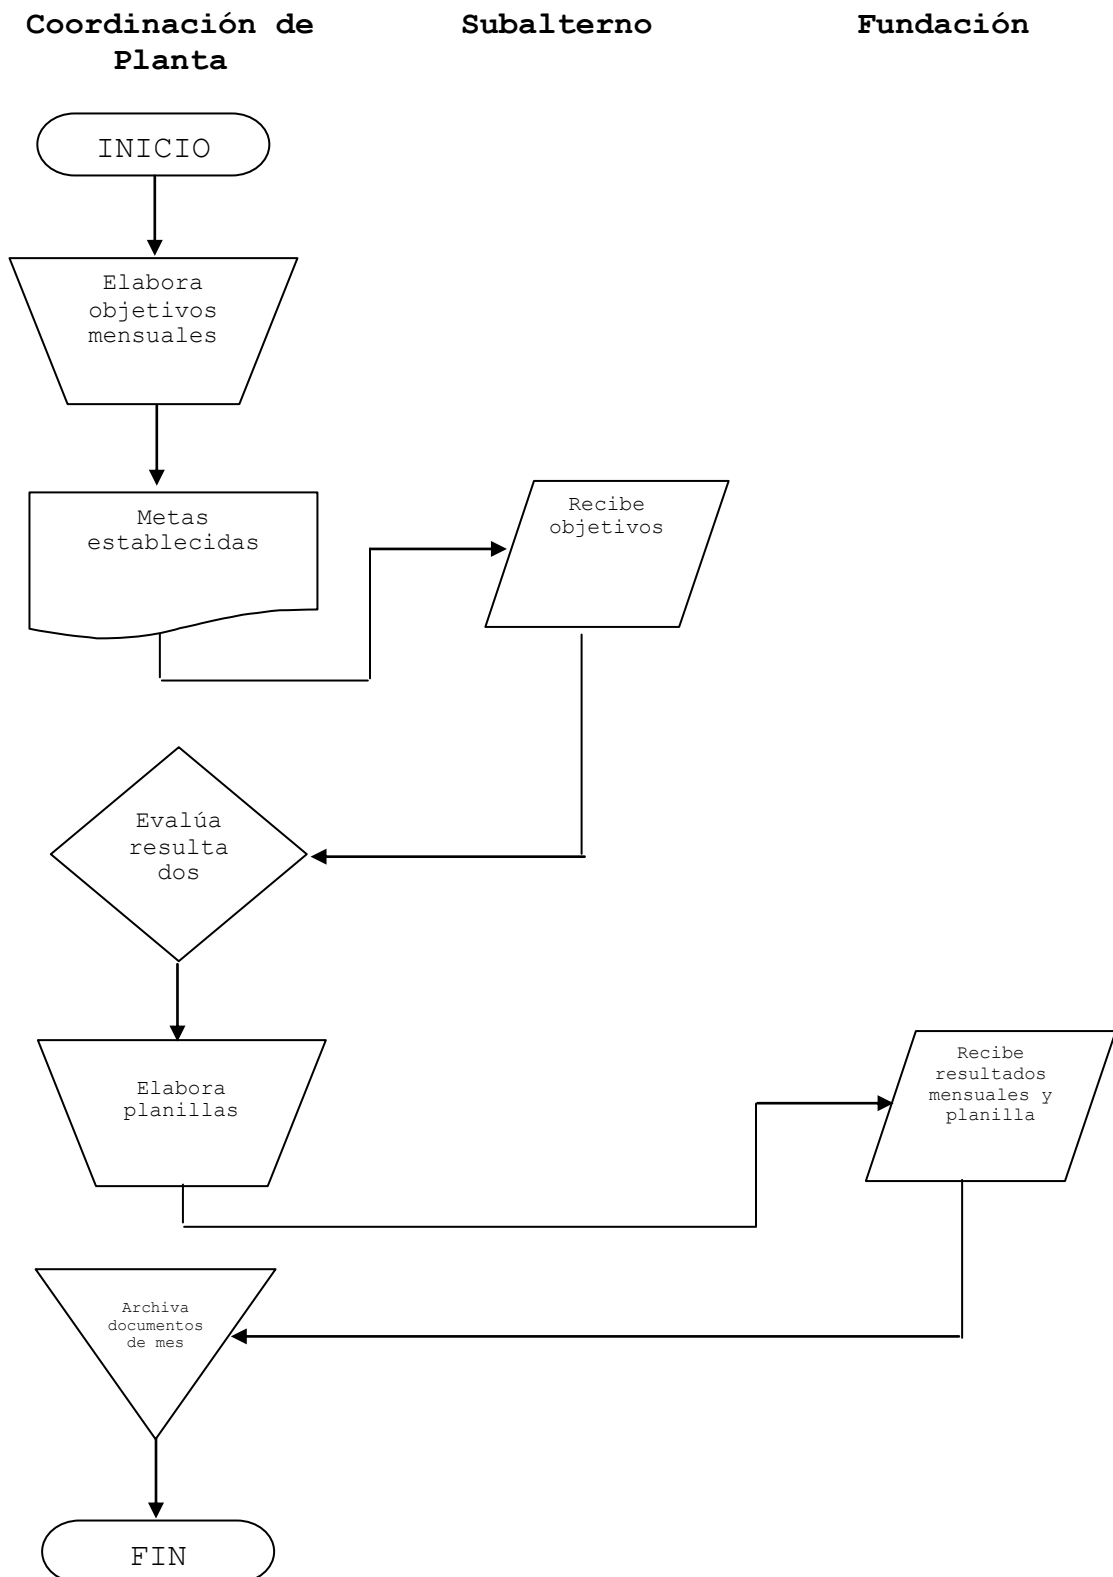 Coordinación de
Planta
Subalterno
Fundación
INICIO
Elabora
objetivos
mensuales
Metas
establecidas
Recibe
objetivos
Evalúa
resulta
dos
Elabora
planillas
Recibe
resultados
mensuales y
planilla
Archiva
documentos
de mes
FIN